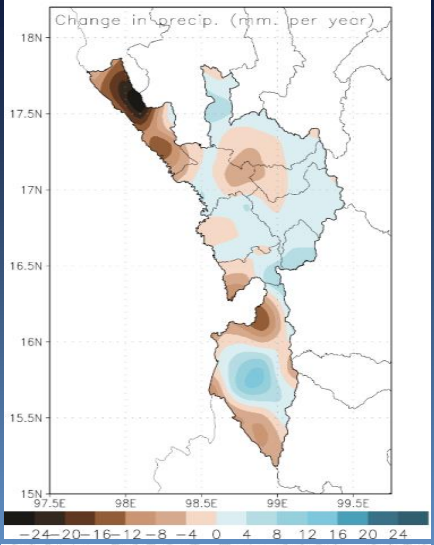 Change in precip. (mm. per year)
18N
17.5N
17N
16.5N
16N
15.5N
15N
97.5E 98E 98.5E 99E 99.5E
-24-20-16-12-8 -4 0 4 8 12 16 20 24